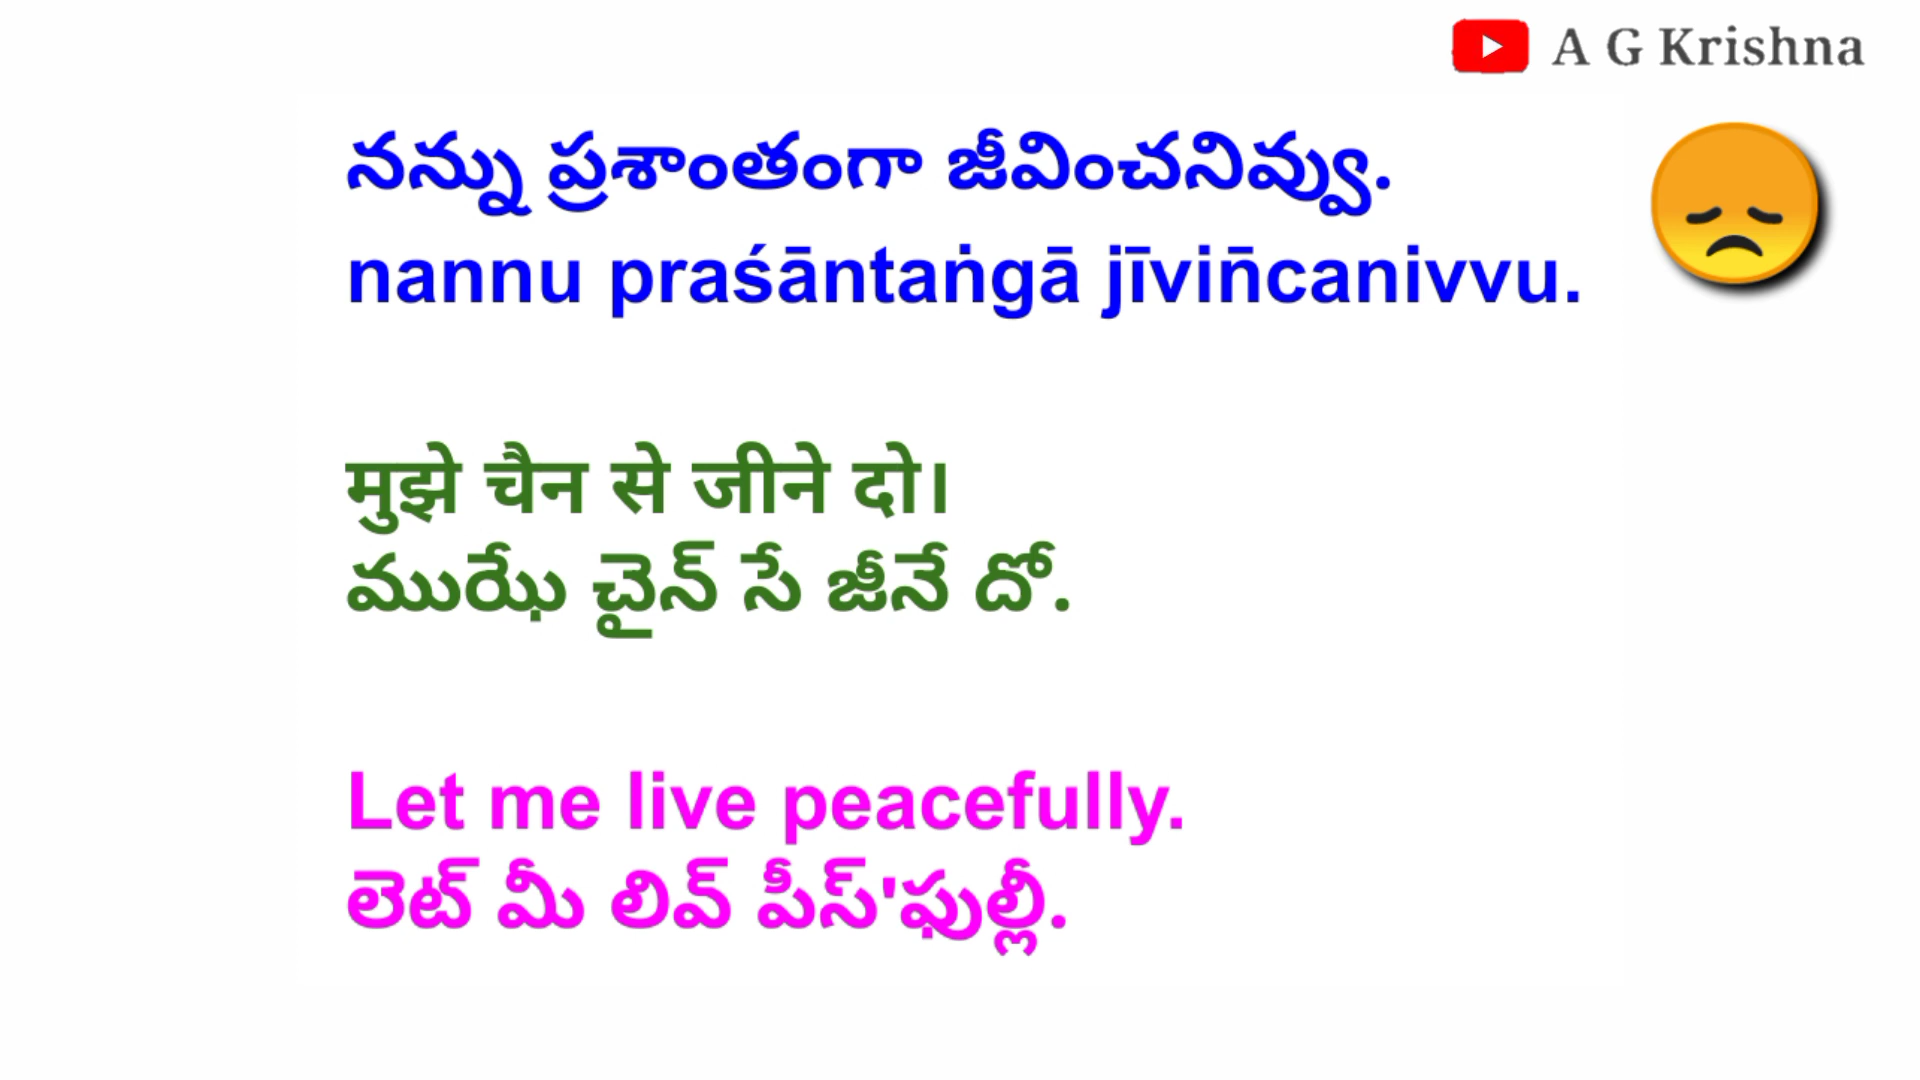 A G Krishna
నన్ను ప్రశాంతంగా జీవించనివ్వు.
nannu praśāntaṅgā jīviñcanivvu.
मुझे चैन से जीने दो।
ముఝే చైన్ సే జీనే దో.
Let me live peacefully.
లెట్ మీ లివ్ పీస్'ఫుల్లీ.